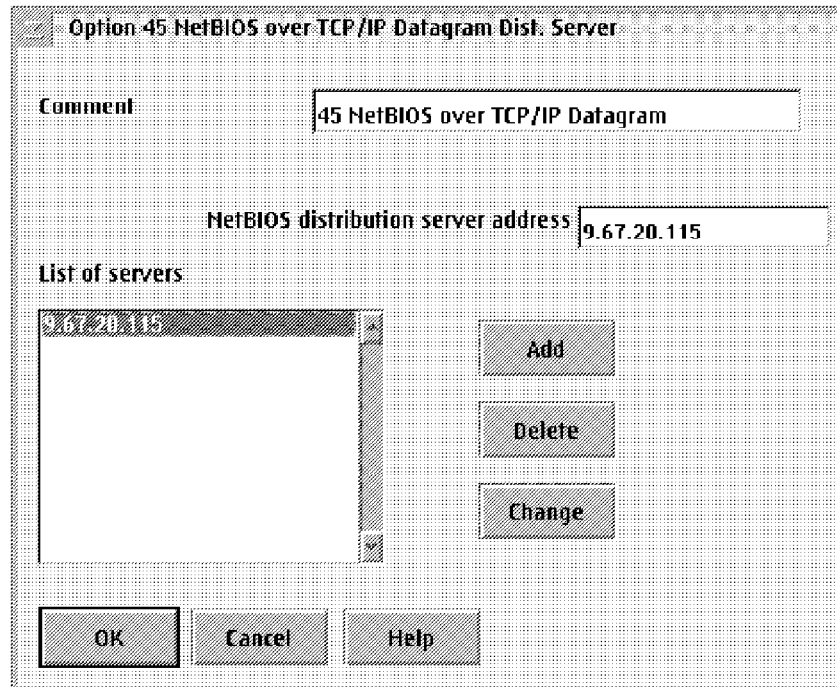 Option 45 NetBIOS over TCP/IP Datagram Dist. Server
Comment
45 NetBIOS over TCP/IP Datagram
NetBIOS distribution server address
9.67.20.115
List of servers
9.67.20.115
Add
Delete
Change
OK
Cancel
Help